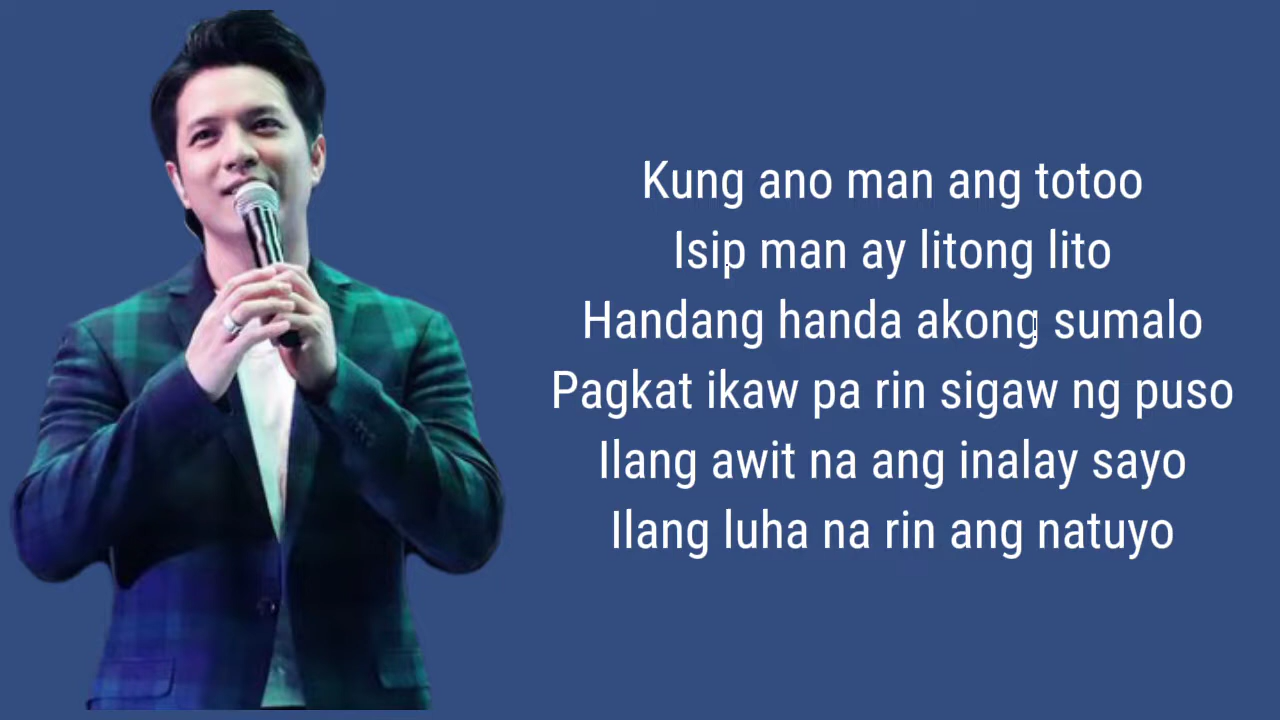 Kung ano man ang totoo
Isip man ay litong lito
Handang handa akong sumalo
Pagkat ikaw pa rin sigaw ng puso
Ilang awit na ang inalay sayo
Ilang luha na rin ang natuyo